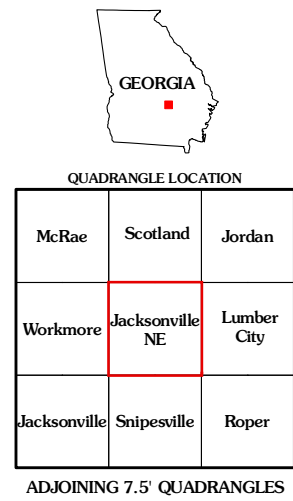 GEORGIA
QUADRANGLE LOCATION
McRae
Scotland
Jordan
Workmore
Jacksonville
NE
Lumber
City
Jacksonville
Snipesville
Roper
ADJOINING 7.5' QUADRANGLES